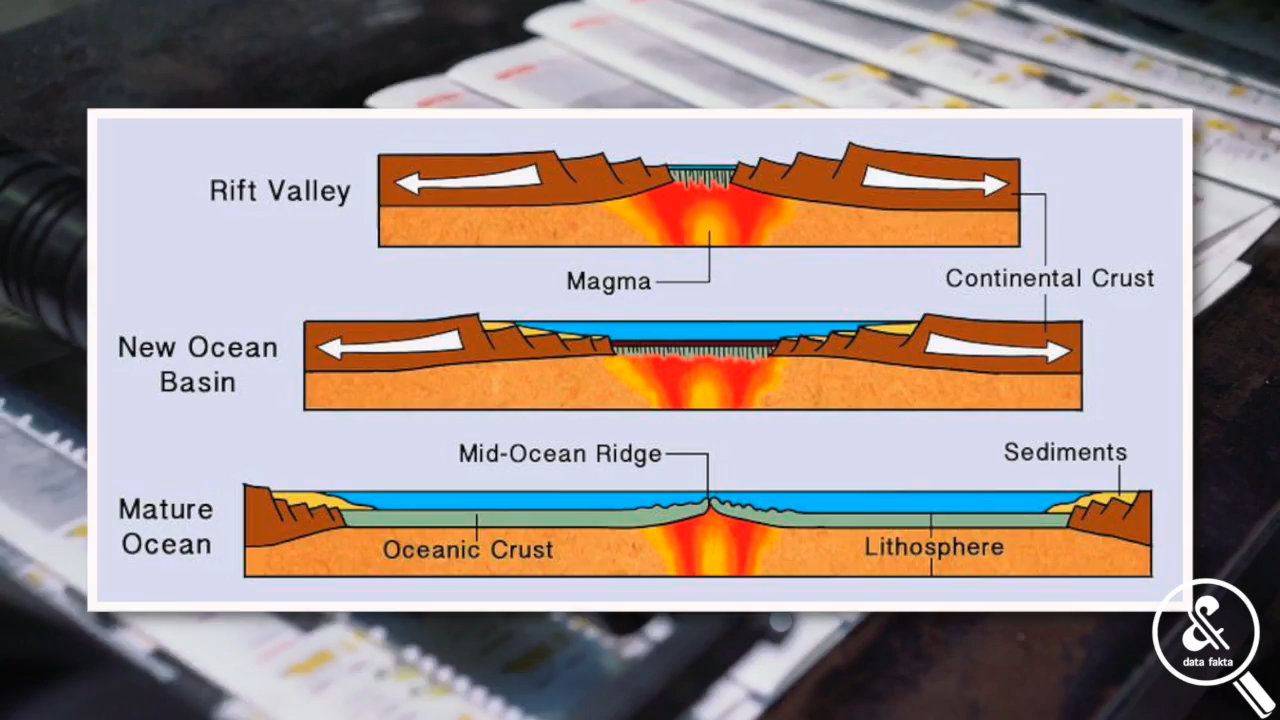 Rift Valley
Magma
Continental Crust
New Ocean
Basin
Mid-Ocean Ridge
Sediments
Mature
Ocean
Oceanic Crust
Lithosphere
&
data fakta